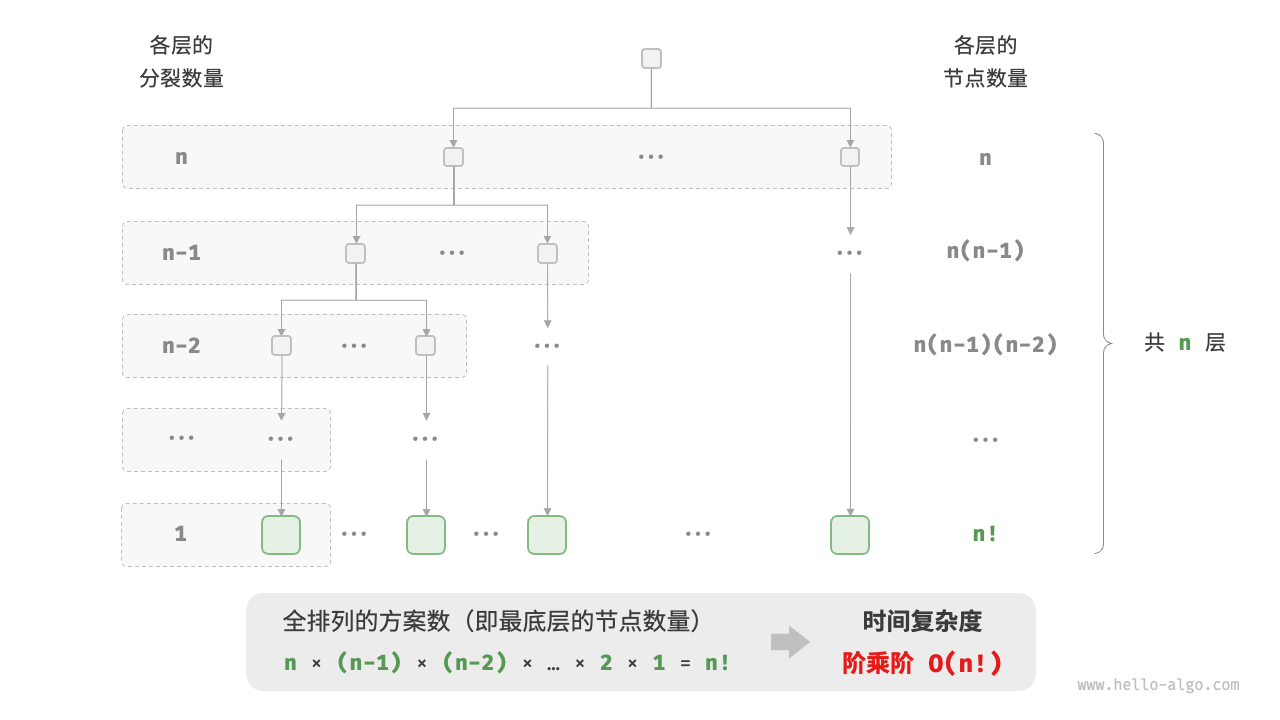 各层的
分裂数量
各层的
节点数量
n
...
n
n-1
...
...
n(n-1)
n-2
...
...
n(n-1)(n-2)
共 n 层
...
...
...
...
1
...
...
...
n!
全排列的方案数（即最底层的节点数量）
n × (n-1) × (n-2) × … × 2 × 1 = n!
时间复杂度
阶乘阶 O(n!)
www.hello-algo.com